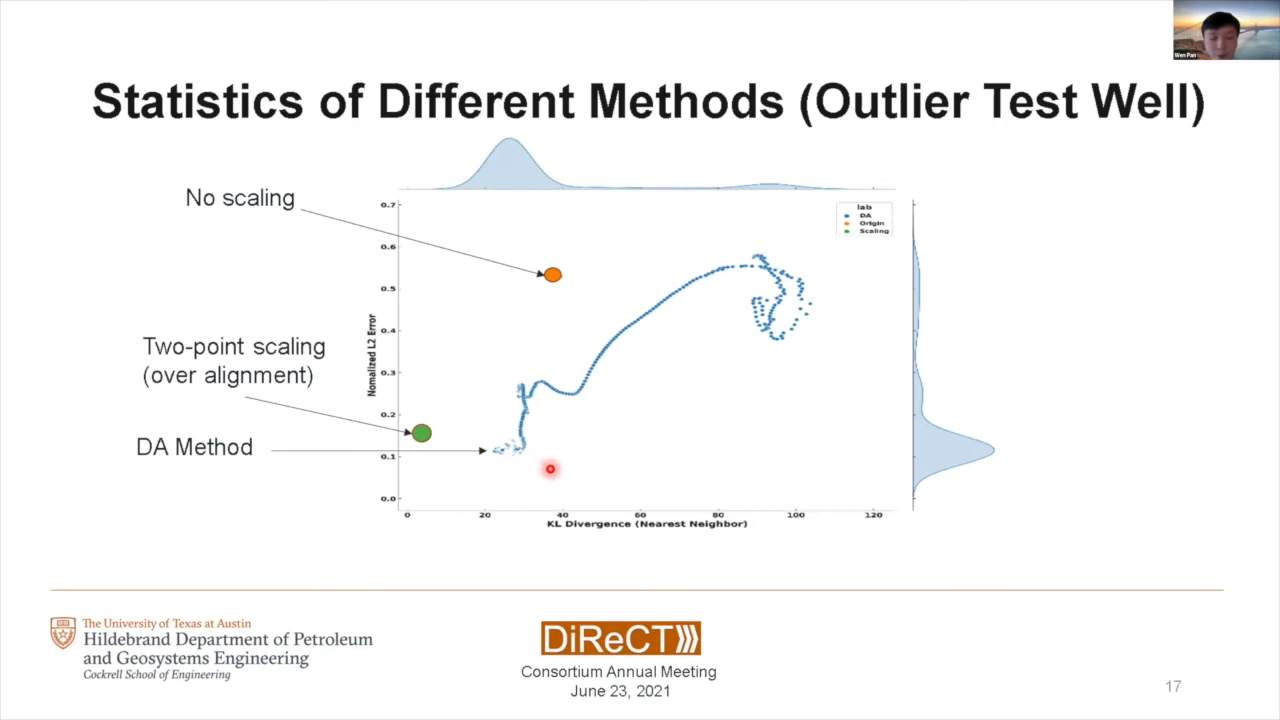 Wen Pan
Statistics of Different Methods (Outlier Test Well)
No scaling
Two-point scaling
(over alignment)
DA Method
0.7
0.6
0.5
0.4
0.3
0.2
0.1
0.0
Nomalized L2 Error
lab
DA
Origin
Scaling
0 20 40 60 80 100 120
KL Divergence (Nearest Neighbor)
The University of Texas at Austin
Hildebrand Department of Petroleum
and Geosystems Engineering
Cockrell School of Engineering
DiReCT
Consortium Annual Meeting
June 23, 2021
17